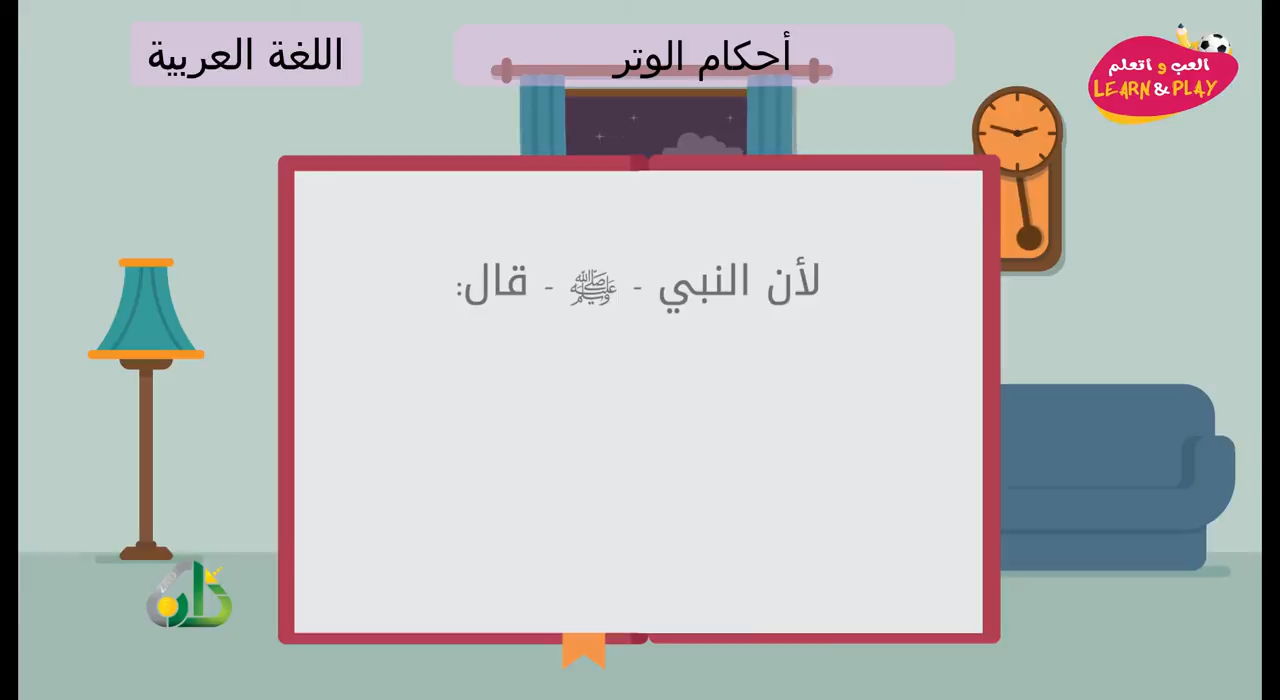 أحكام الوتر
اللغة العربية
العب و اتعلم
LEARN & PLAY
لأن النبي - ﷺ - قال: